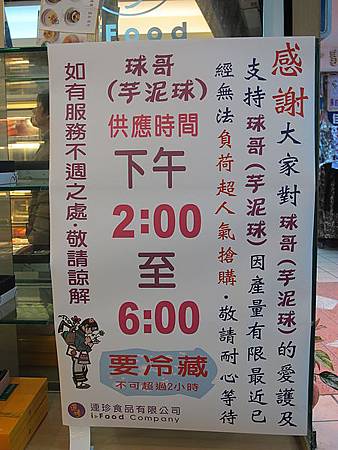 Food
感謝大家對球哥(芋泥球)的愛護及
支持球哥(芋泥球)因產量有限最近已
經無法負荷超人氣搶購·敬請耐心等待
球哥
(芋泥球)
供應時間
下午
2:00
至
6:00
要冷藏
不可超過2小時
如有服務不週之處·敬請諒解
連珍食品有限公司
i-Food Company